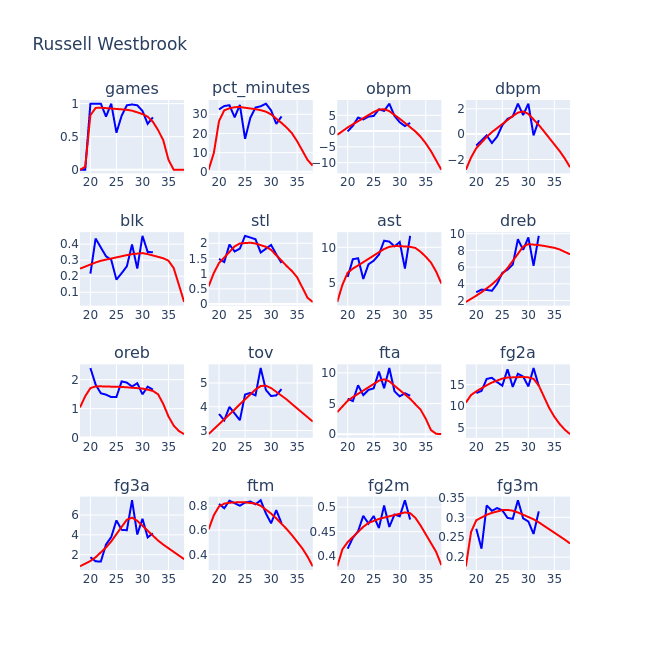 Russell Westbrook
games pct_minutes obpm dbpm
1 0.5 0 20 25 30 35
30 20 10 0 20 25 30 35
5 0 −5 −10 20 25 30 35
2 0 −2 20 25 30 35
blk stl ast dreb
0.4 0.3 0.2 0.1 20 25 30 35
2 1.5 1 0.5 0 20 25 30 35
10 5 20 25 30 35
10 8 6 4 2 20 25 30 35
oreb tov fta fg2a
2 1 0 20 25 30 35
5 4 3 20 25 30 35
10 5 0 20 25 30 35
15 10 5 20 25 30 35
fg3a ftm fg2m fg3m
6 4 2 20 25 30 35
0.8 0.6 0.4 20 25 30 35
0.5 0.45 0.4 20 25 30 35
0.35 0.3 0.25 0.2 20 25 30 35